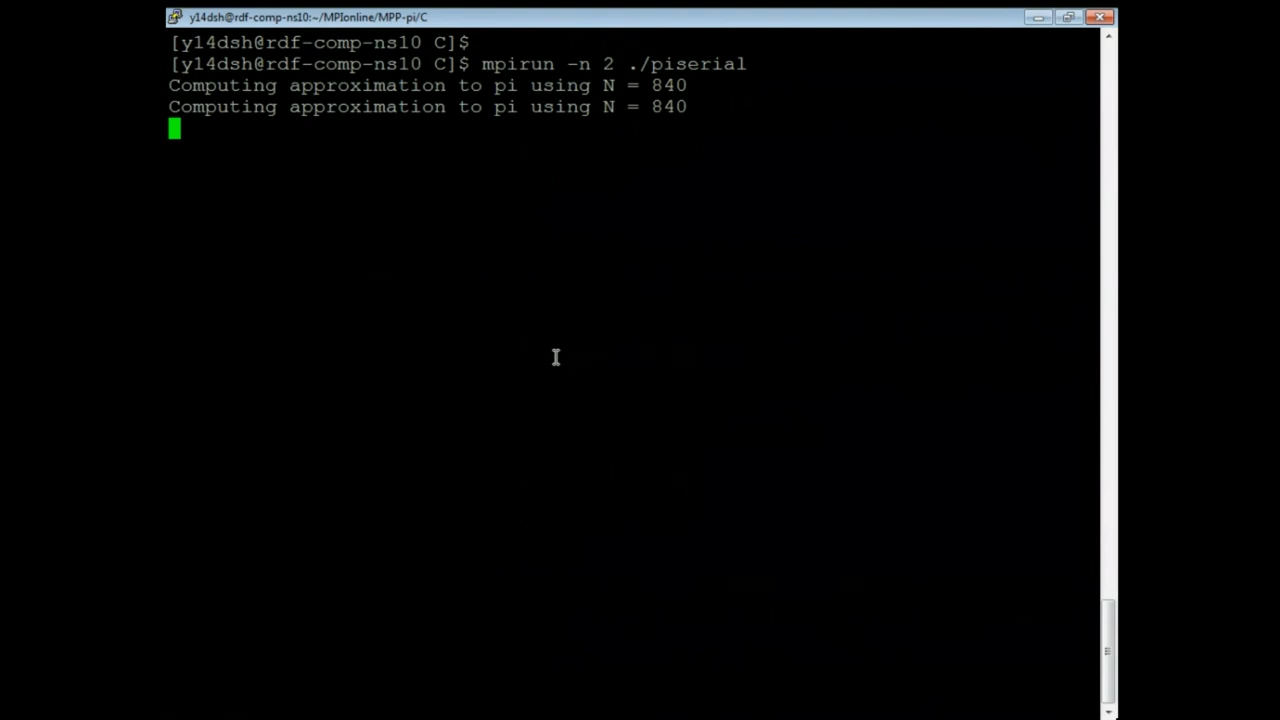 y14dsh@rdf-comp-ns10:~/MPIonline/MPP-pi/C
[y14dsh@rdf-comp-ns10 C]$
[y14dsh@rdf-comp-ns10 C]$ mpirun -n 2 ./piserial
Computing approximation to pi using N = 840
Computing approximation to pi using N = 840